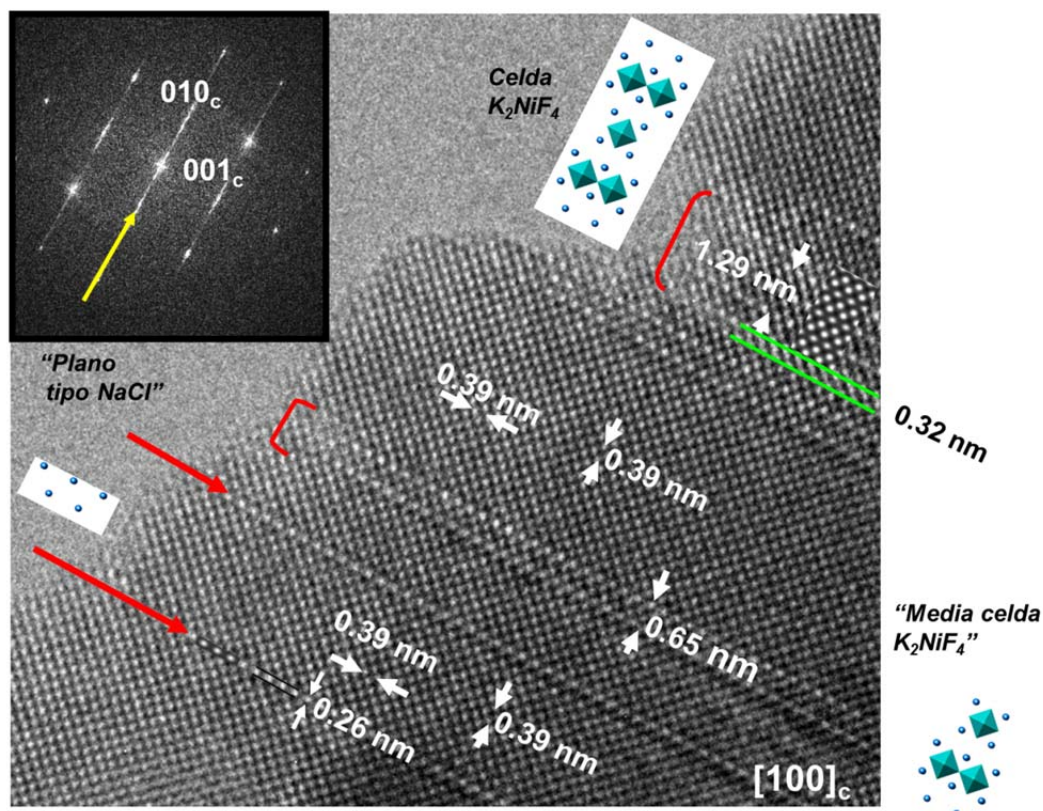 010c
001c
Celda
K₂NiF₄
1.29 nm
"Plano
tipo NaCl"
0.39 nm
0.32 nm
0.39 nm
0.65 nm
"Media celda
K₂NiF₄"
0.39 nm
0.26 nm
0.39 nm
[100]c